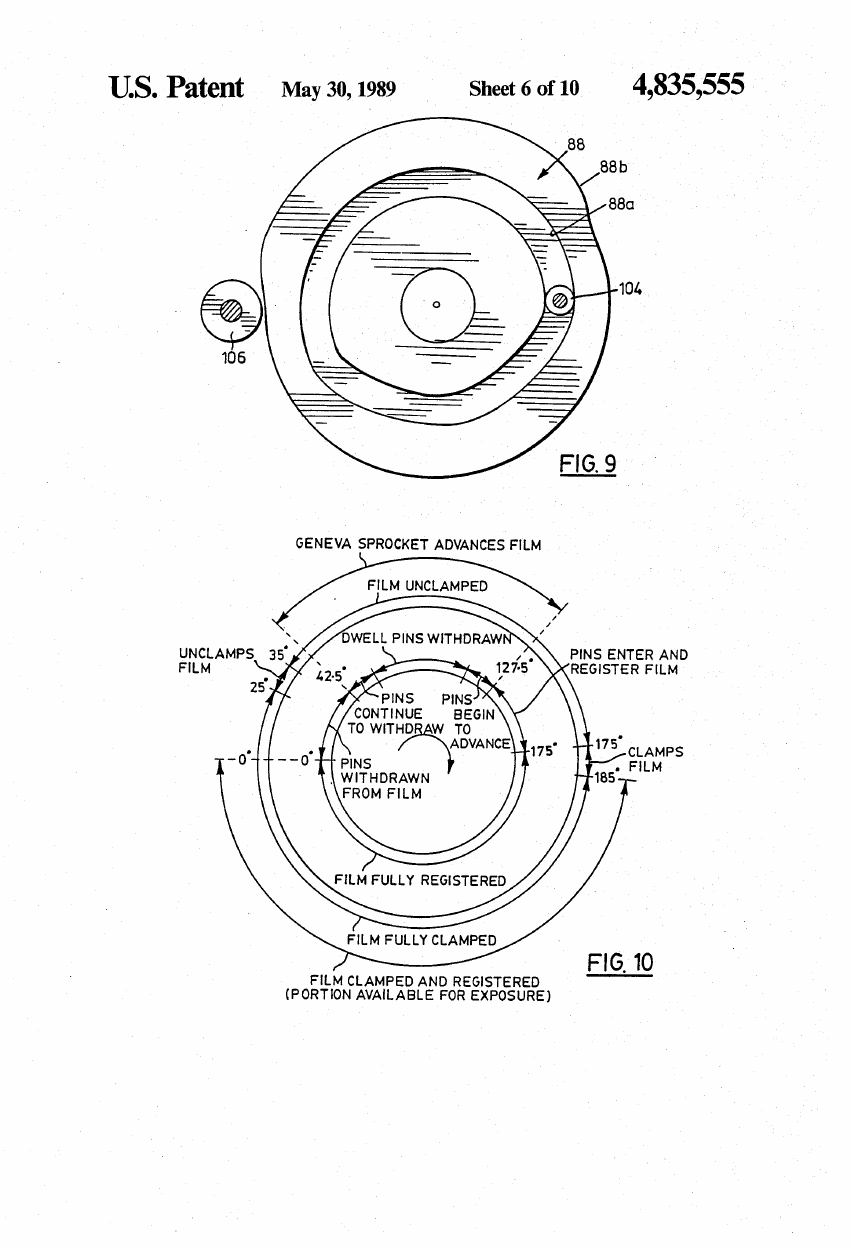 U.S. Patent May 30, 1989 Sheet 6 of 10 4,835,555
88
88b
88a
104
106
FIG. 9
GENEVA SPROCKET ADVANCES FILM
FILM UNCLAMPED
DWELL PINS WITHDRAWN
UNCLAMPS
FILM
35°
25°
42.5°
127.5°
PINS ENTER AND
REGISTER FILM
PINS
CONTINUE
TO WITHDRAW
PINS
BEGIN
TO
ADVANCE
175°
175°
CLAMPS
FILM
185°
0°
0°
PINS
WITHDRAWN
FROM FILM
FILM FULLY REGISTERED
FILM FULLY CLAMPED
FIG. 10
FILM CLAMPED AND REGISTERED
(PORTION AVAILABLE FOR EXPOSURE)